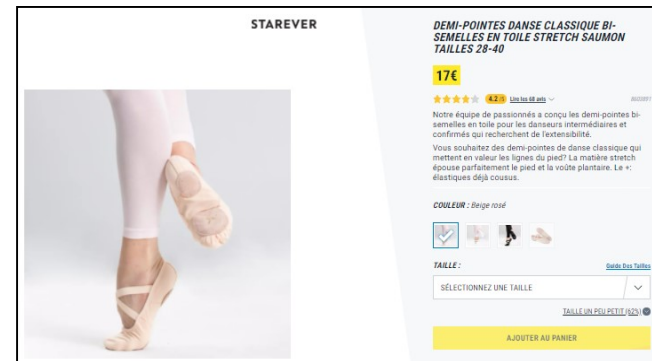 STAREVER
DEMI-POINTES DANSE CLASSIQUE BI-
SEMELLES EN TOILE STRETCH SAUMON
TAILLES 28-40
17€
4.2 /5 Lire les 68 avis
Notre équipe de passionnés a conçu les demi-pointes bi-
semelles en toile pour les danseurs intermédiaires et
confirmés qui recherchent de l'extensibilité.
Vous souhaitez des demi-pointes de danse classique qui
mettent en valeur les lignes du pied? La matière stretch
épouse parfaitement le pied et la voûte plantaire. Le +:
élastiques déjà cousus.
COULEUR : Beige rosé
TAILLE :
Guide Des Tailles
SÉLECTIONNEZ UNE TAILLE
TAILLE UN PEU PETIT (62%)
AJOUTER AU PANIER